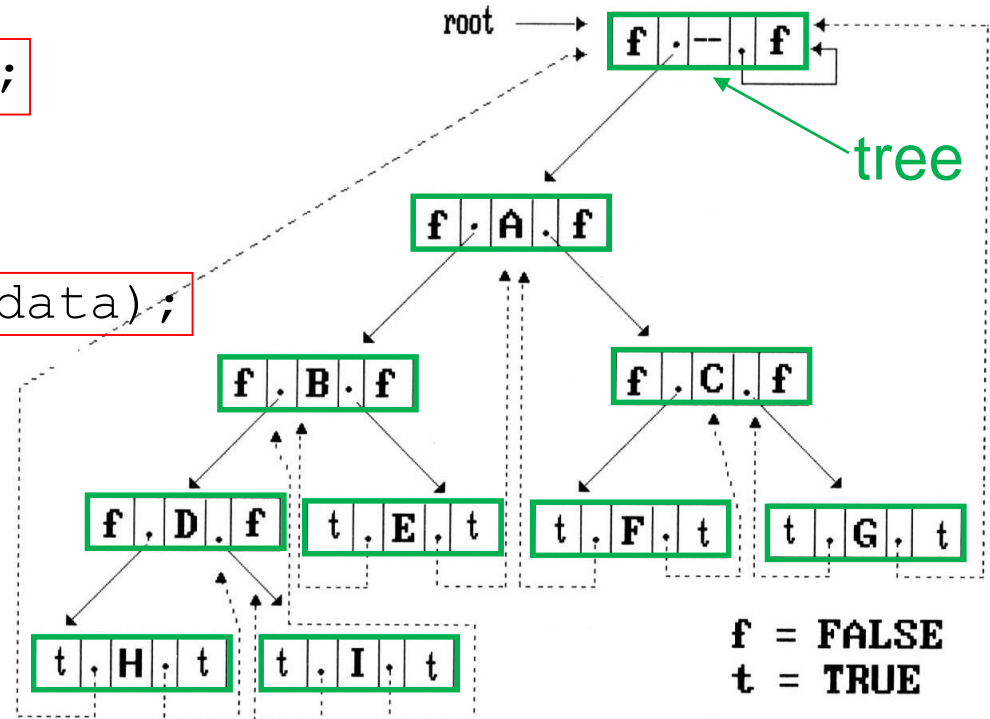 root
f . -- . f
;
tree
f . A . f
data);
f . B . f
f . C . f
f . D . f
t . E . t
t . F . t
t . G . t
t . H . t
t . I . t
f = FALSE
t = TRUE